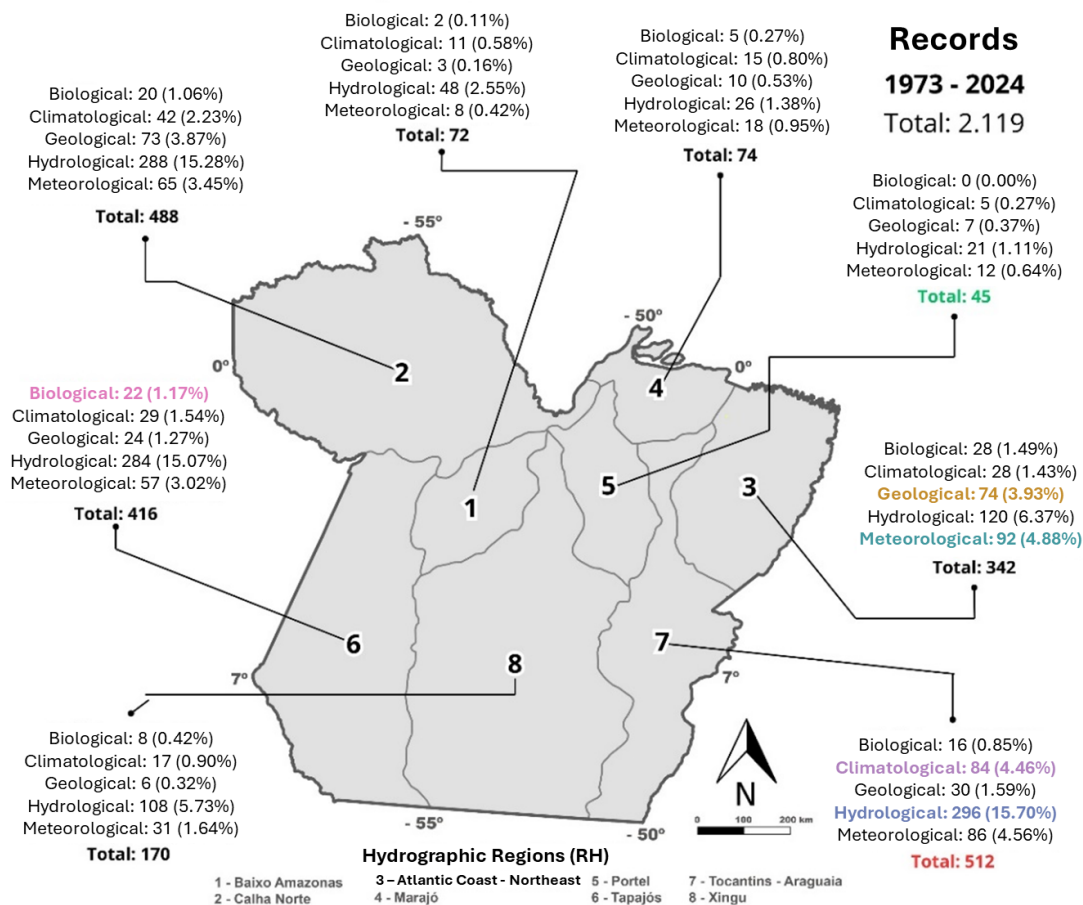 Records
1973 - 2024
Total: 2.119
Biological: 2 (0.11%)
Climatological: 11 (0.58%)
Geological: 3 (0.16%)
Hydrological: 48 (2.55%)
Meteorological: 8 (0.42%)
Total: 72
Biological: 5 (0.27%)
Climatological: 15 (0.80%)
Geological: 10 (0.53%)
Hydrological: 26 (1.38%)
Meteorological: 18 (0.95%)
Total: 74
Biological: 20 (1.06%)
Climatological: 42 (2.23%)
Geological: 73 (3.87%)
Hydrological: 288 (15.28%)
Meteorological: 65 (3.45%)
Total: 488
Biological: 0 (0.00%)
Climatological: 5 (0.27%)
Geological: 7 (0.37%)
Hydrological: 21 (1.11%)
Meteorological: 12 (0.64%)
Total: 45
- 55º
- 50º
0º
0º
2
4
Biological: 22 (1.17%)
Climatological: 29 (1.54%)
Geological: 24 (1.27%)
Hydrological: 284 (15.07%)
Meteorological: 57 (3.02%)
Total: 416
1
5
3
Biological: 28 (1.49%)
Climatological: 28 (1.43%)
Geological: 74 (3.93%)
Hydrological: 120 (6.37%)
Meteorological: 92 (4.88%)
Total: 342
6
8
7
7º
7º
Biological: 8 (0.42%)
Climatological: 17 (0.90%)
Geological: 6 (0.32%)
Hydrological: 108 (5.73%)
Meteorological: 31 (1.64%)
Total: 170
Biological: 16 (0.85%)
Climatological: 84 (4.46%)
Geological: 30 (1.59%)
Hydrological: 296 (15.70%)
Meteorological: 86 (4.56%)
Total: 512
N
0 100 200 km
- 55º
- 50º
Hydrographic Regions (RH)
1 - Baixo Amazonas
2 - Calha Norte
3 – Atlantic Coast - Northeast
4 - Marajó
5 - Portel
6 - Tapajós
7 - Tocantins - Araguaia
8 - Xingu